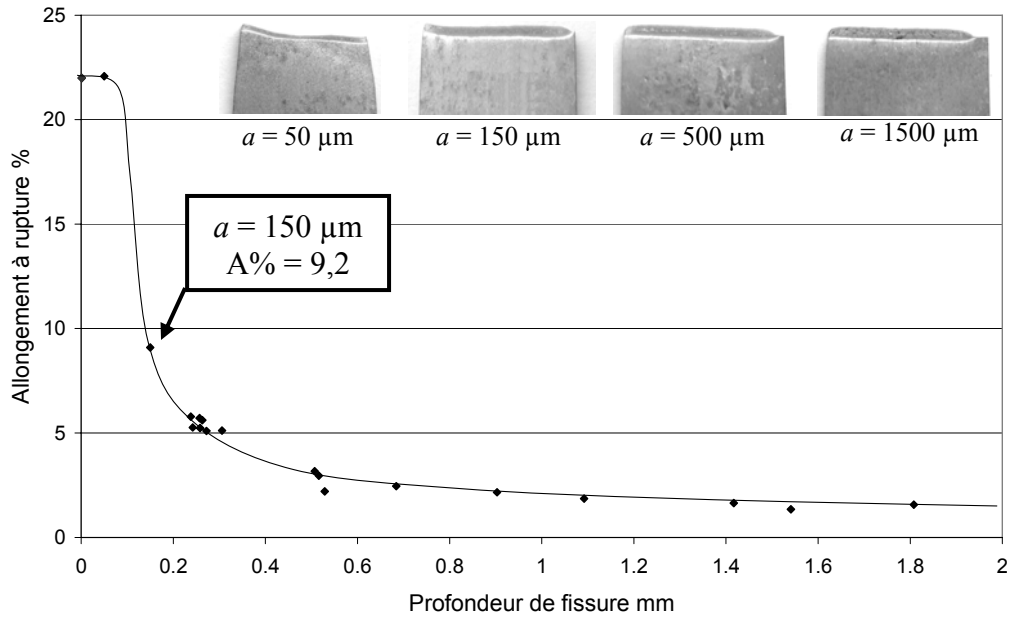 25
20
15
10
5
0
Allongement à rupture %
a = 50 µm
a = 150 µm
a = 500 µm
a = 1500 µm
a = 150 µm
A% = 9,2
0
0.2
0.4
0.6
0.8
1
1.2
1.4
1.6
1.8
2
Profondeur de fissure mm